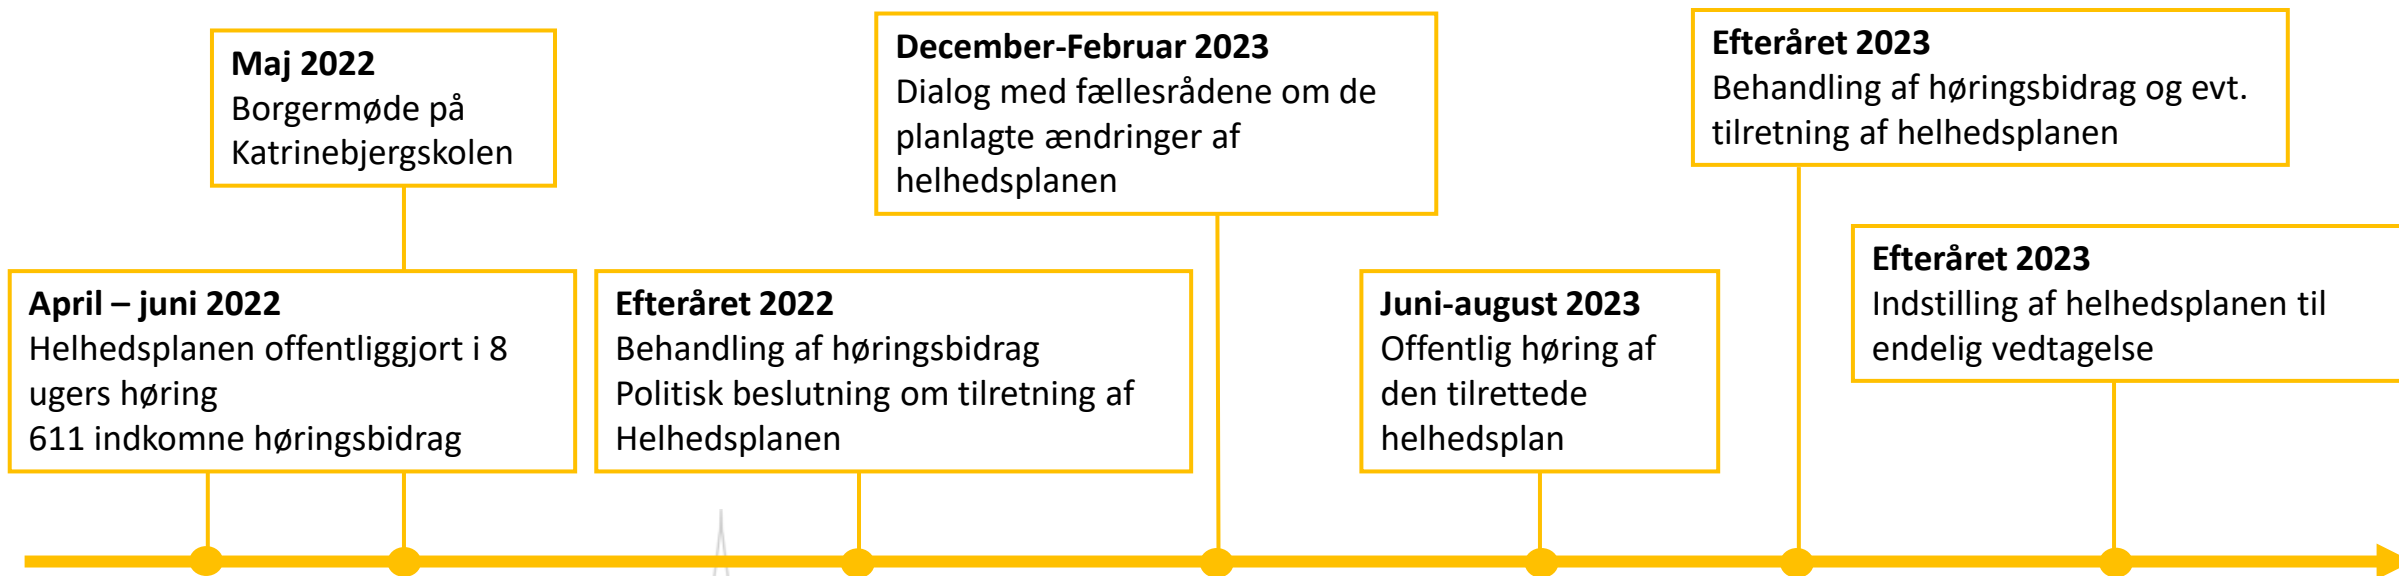 April – juni 2022
Helhedsplanen offentliggjort i 8
ugers høring
611 indkomne høringsbidrag
Maj 2022
Borgermøde på
Katrinebjergskolen
Efteråret 2022
Behandling af høringsbidrag
Politisk beslutning om tilretning af
Helhedsplanen
December-Februar 2023
Dialog med fællesrådene om de
planlagte ændringer af
helhedsplanen
Juni-august 2023
Offentlig høring af
den tilrettede
helhedsplan
Efteråret 2023
Behandling af høringsbidrag og evt.
tilretning af helhedsplanen
Efteråret 2023
Indstilling af helhedsplanen til
endelig vedtagelse